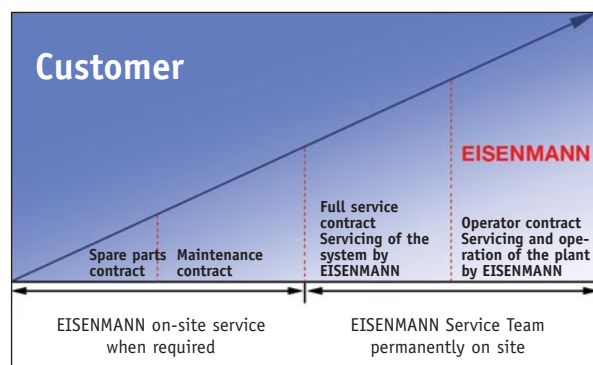 Customer
EISENMANN
Spare parts
contract
Maintenance
contract
Full service
contract
Servicing of the
system by
EISENMANN
Operator contract
Servicing and ope-
ration of the plant
by EISENMANN
EISENMANN on-site service
when required
EISENMANN Service Team
permanently on site